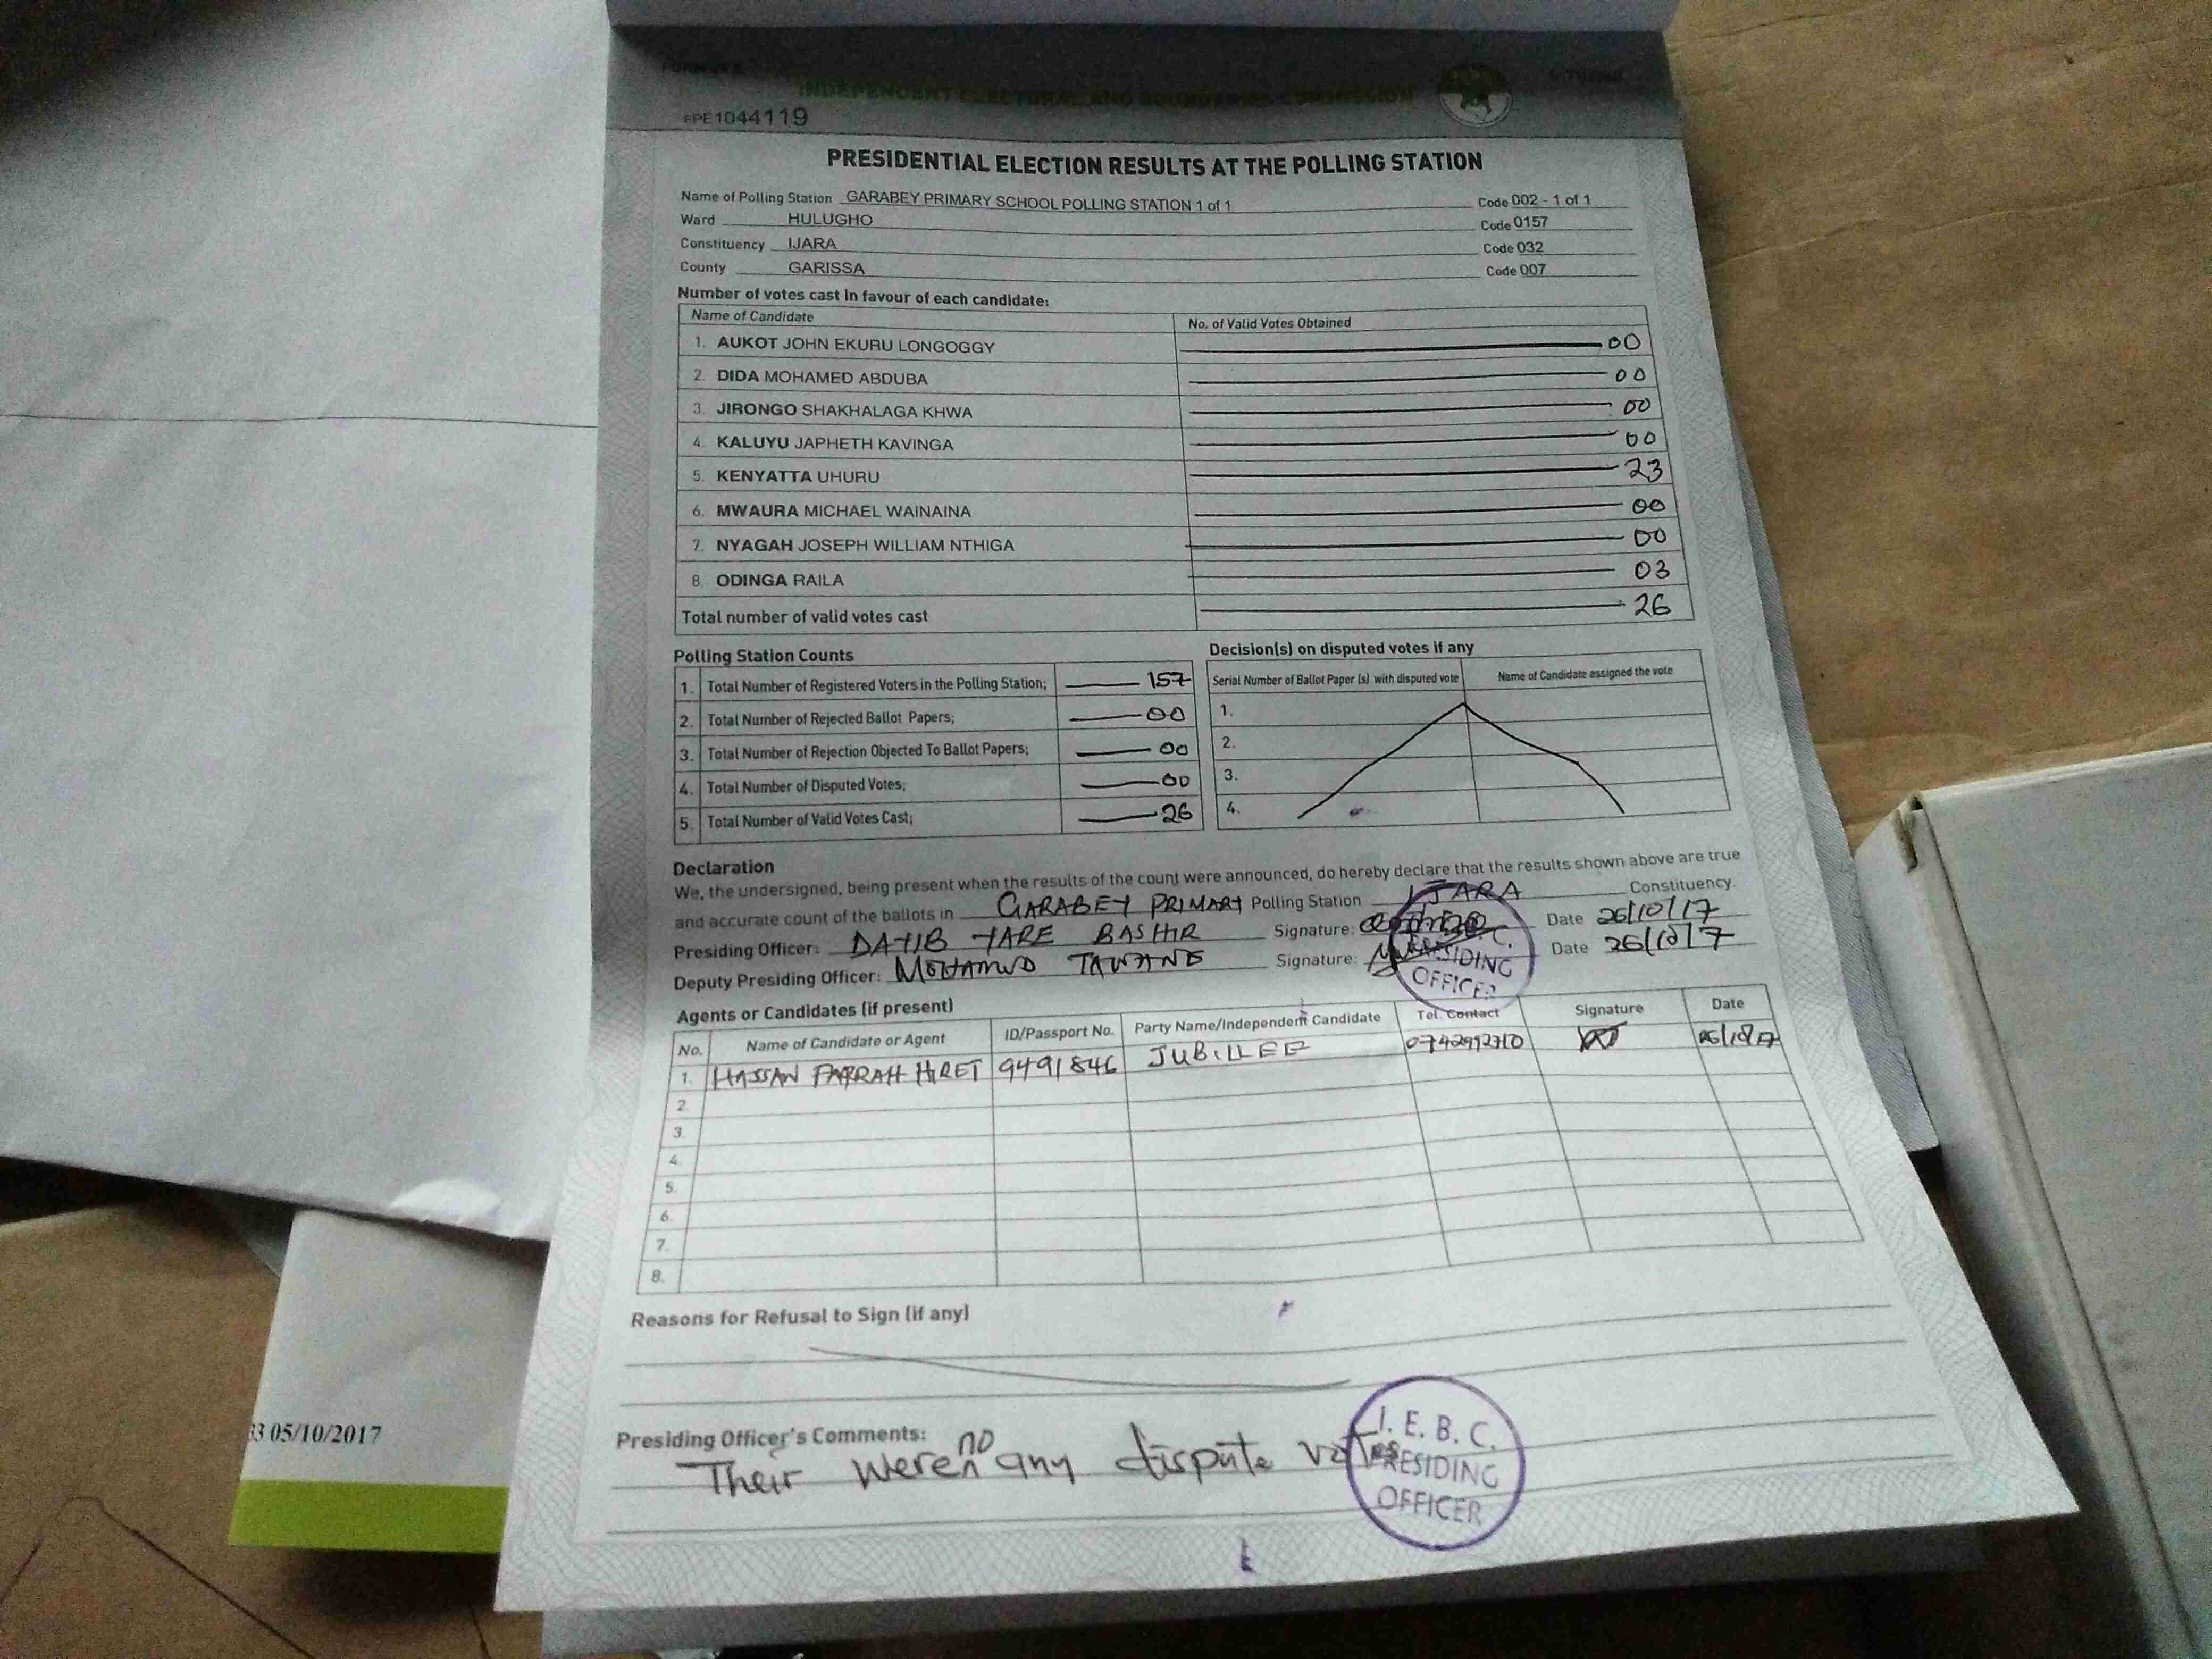 INDEPENDENT ELECTORAL AND BOUNDARIES COMMISSION
PE1044119
PRESIDENTIAL ELECTION RESULTS AT THE POLLING STATION
Name of Polling Station GARABEY PRIMARY SCHOOL POLLING STATION 1 of 1 Code 002 - 1 of 1
Ward HULUGHO Code 0157
Constituency IJARA Code 032
County GARISSA Code 007
Number of votes cast in favour of each candidate:
Name of Candidate No. of Valid Votes Obtained
1. AUKOT JOHN EKURU LONGOGGY 00
2. DIDA MOHAMED ABDUBA 00
3. JIRONGO SHAKHALAGA KHWA 00
4. KALUYU JAPHETH KAVINGA 00
5. KENYATTA UHURU 23
6. MWAURA MICHAEL WAINAINA 00
7. NYAGAH JOSEPH WILLIAM NTHIGA 00
8. ODINGA RAILA 03
Total number of valid votes cast 26
Polling Station Counts
1. Total Number of Registered Voters in the Polling Station; 157
2. Total Number of Rejected Ballot Papers; 00
3. Total Number of Rejection Objected To Ballot Papers; 00
4. Total Number of Disputed Votes; 00
5. Total Number of Valid Votes Cast; 26
Decision(s) on disputed votes if any
Serial Number of Ballot Paper (s) with disputed vote Name of Candidate assigned the vote
1.
2.
3.
4.
Declaration
We, the undersigned, being present when the results of the count were announced, do hereby declare that the results shown above are true
and accurate count of the ballots in GARABEY PRIMARY Polling Station IJARA Constituency.
Presiding Officer: DAYIB YARE BASHIR Signature: Date 26/10/17
Deputy Presiding Officer: MOHAMUD TAWANE Signature: Date 26/10/17
PRESIDING
OFFICER
Agents or Candidates (if present)
No. Name of Candidate or Agent ID/Passport No. Party Name/Independent Candidate Tel. Contact Signature Date
1. HASSAN FARRAH HIRET 9491846 JUBILLEE 0742992710 26/10/17
2.
3.
4.
5.
6.
7.
8.
Reasons for Refusal to Sign (if any)
Presiding Officer's Comments:
Their were no any dispute votes
I. E. B. C.
PRESIDING
OFFICER
33 05/10/2017